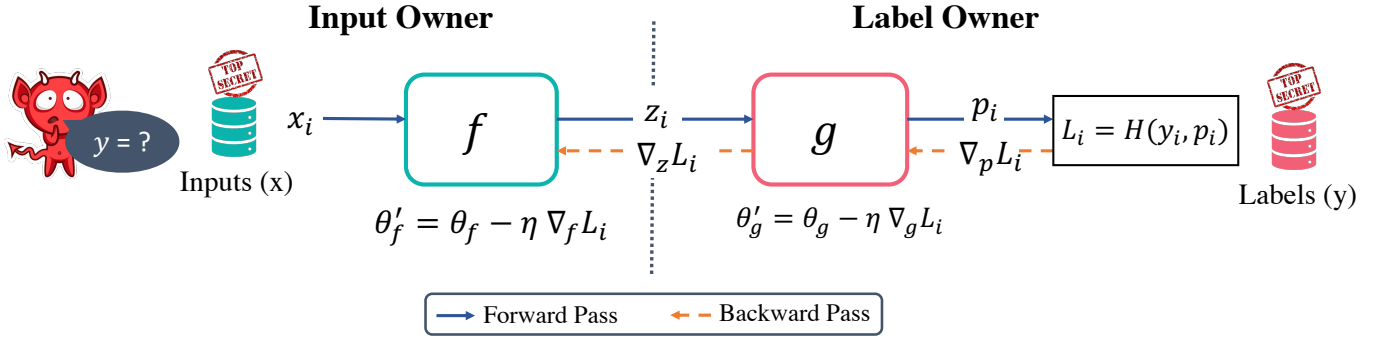 Input Owner
Label Owner
TOP SECRET
y = ?
Inputs (x)
x_i
f
z_i
∇_z L_i
g
p_i
∇_p L_i
L_i = H(y_i, p_i)
TOP SECRET
Labels (y)
θ'_f = θ_f − η ∇_f L_i
θ'_g = θ_g − η ∇_g L_i
Forward Pass
Backward Pass